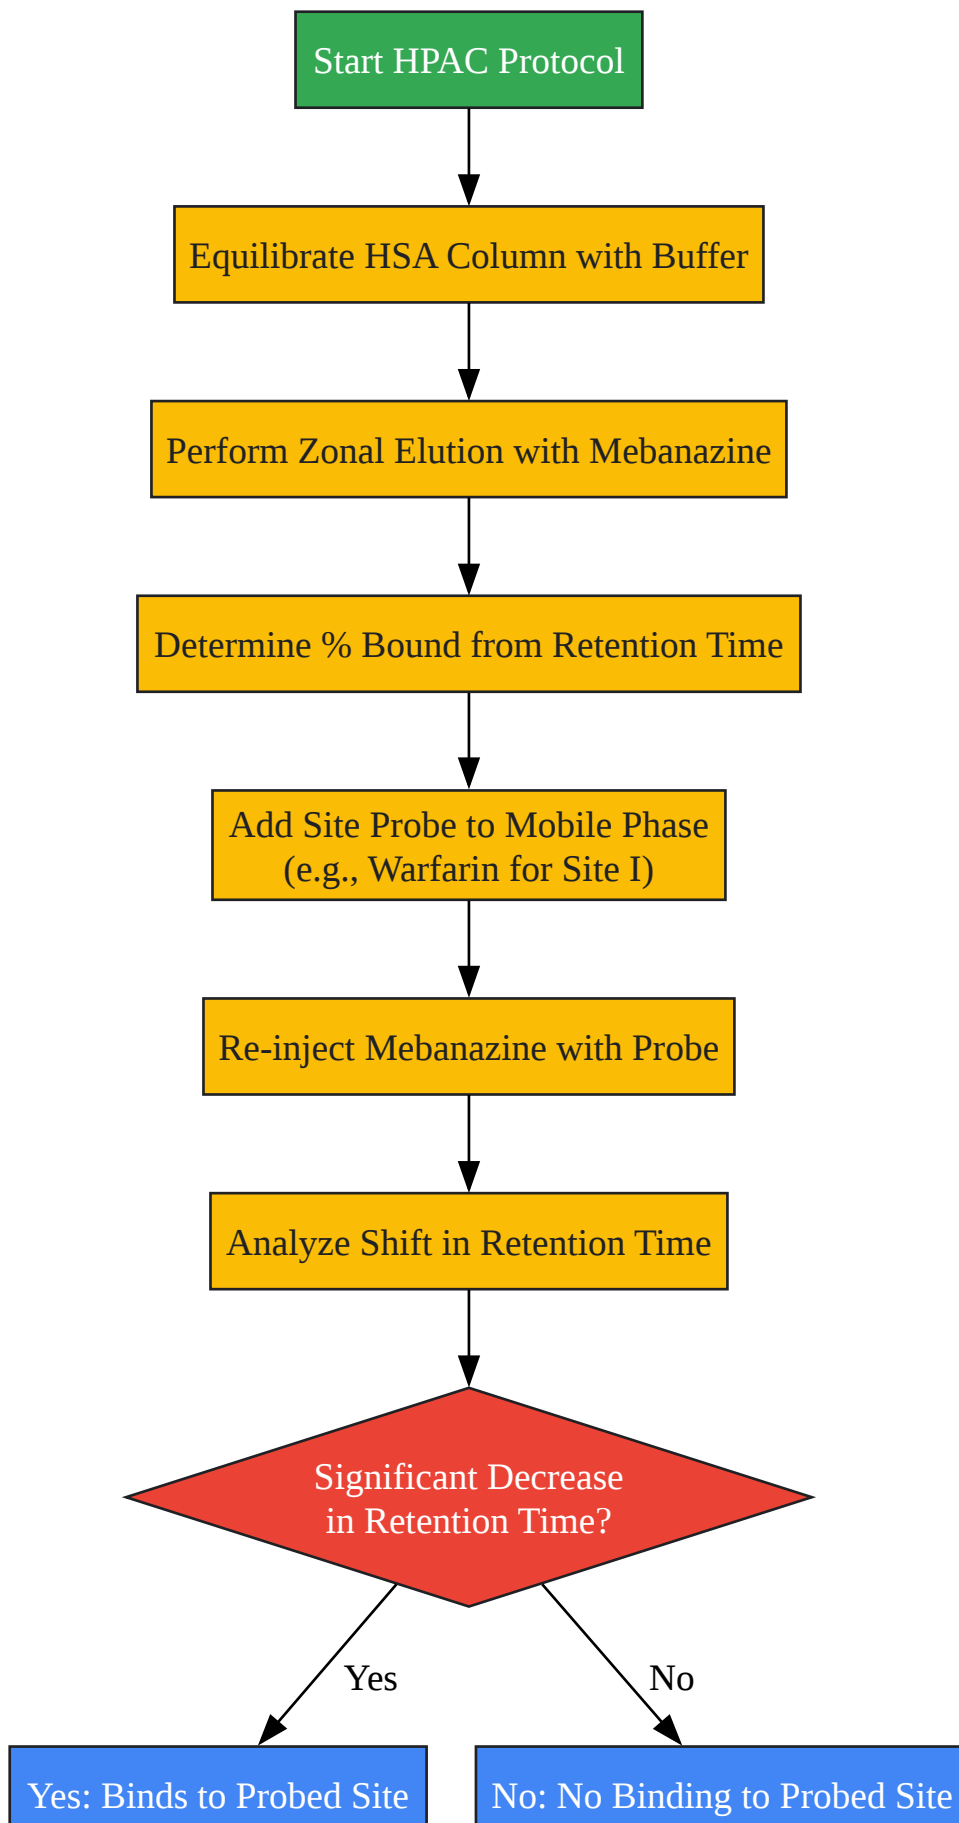 Start HPAC Protocol
Equilibrate HSA Column with Buffer
Perform Zonal Elution with Mebanazine
Determine % Bound from Retention Time
Add Site Probe to Mobile Phase
(e.g., Warfarin for Site I)
Re-inject Mebanazine with Probe
Analyze Shift in Retention Time
Significant Decrease
in Retention Time?
Yes
No
Yes: Binds to Probed Site
No: No Binding to Probed Site